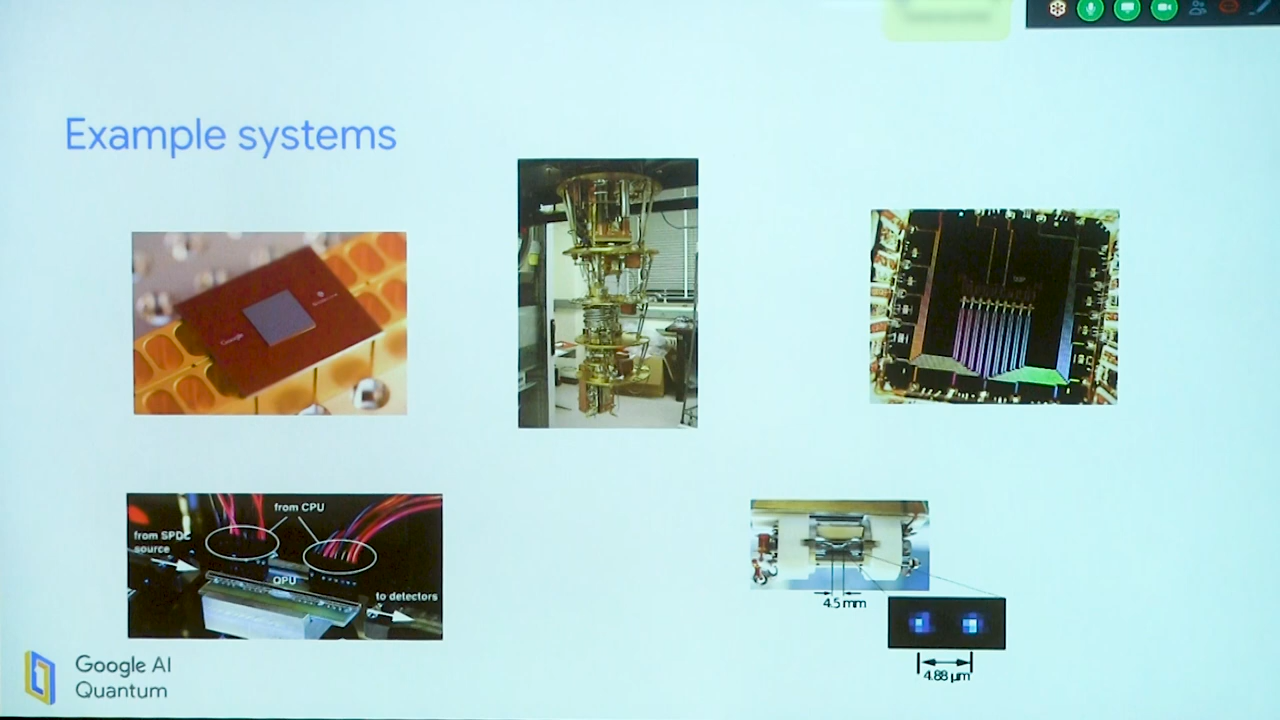 Example systems
Google
from CPU
from SPDC
source
QPU
to detectors
4.5 mm
4.88 μm
Google AI
Quantum